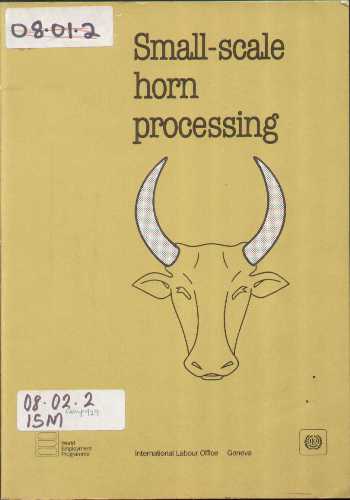 08.01.2
Small-scale
horn
processing
08.02.2
ISM
World
Employment
Programme
International Labour Office Geneva